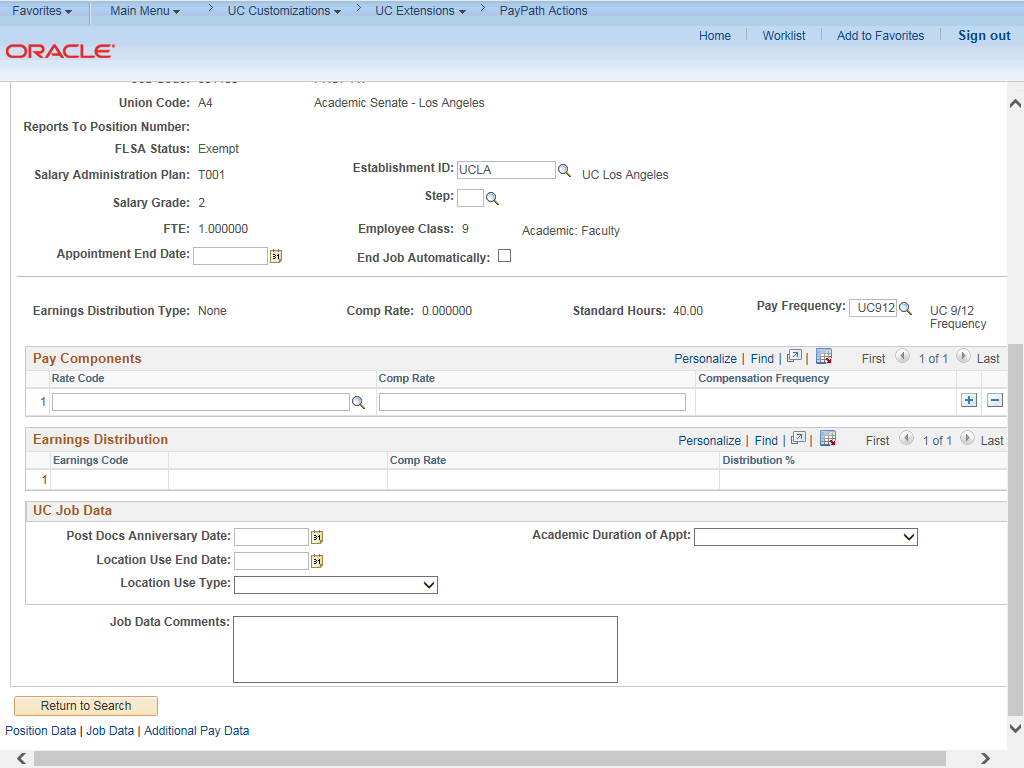 Favorites Main Menu > UC Customizations > UC Extensions > PayPath Actions
Home Worklist Add to Favorites Sign out
ORACLE
Union Code: A4 Academic Senate - Los Angeles
Reports To Position Number:
FLSA Status: Exempt
Establishment ID: UCLA UC Los Angeles
Salary Administration Plan: T001
Step:
Salary Grade: 2
FTE: 1.000000 Employee Class: 9 Academic: Faculty
Appointment End Date: 31 End Job Automatically:
Earnings Distribution Type: None Comp Rate: 0.000000 Standard Hours: 40.00 Pay Frequency: UC912 UC 9/12
Frequency
Pay Components Personalize | Find | | First 1 of 1 Last
Rate Code Comp Rate Compensation Frequency
1
Earnings Distribution Personalize | Find | | First 1 of 1 Last
Earnings Code Comp Rate Distribution %
1
UC Job Data
Post Docs Anniversary Date: 31 Academic Duration of Appt:
Location Use End Date: 31
Location Use Type:
Job Data Comments:
Return to Search
Position Data | Job Data | Additional Pay Data